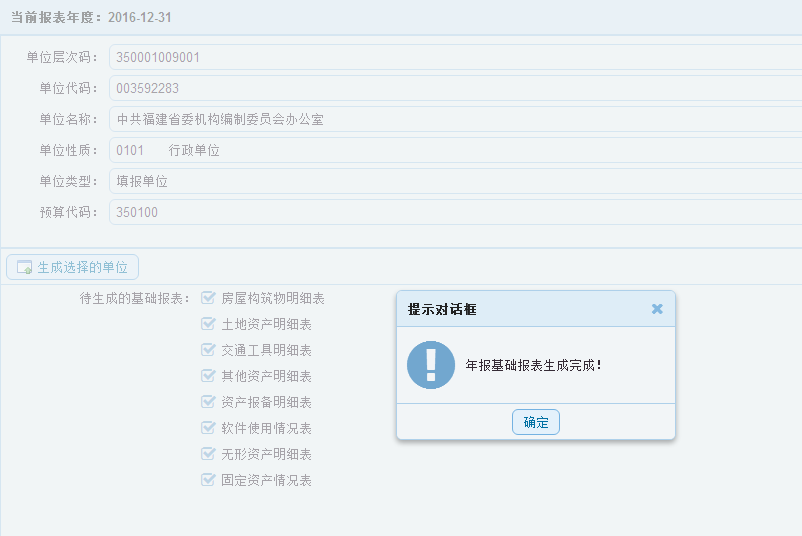 当前报表年度：2016-12-31
单位层次码：350001009001
单位代码：003592283
单位名称：中共福建省委机构编制委员会办公室
单位性质：0101 行政单位
单位类型：填报单位
预算代码：350100
生成选择的单位
待生成的基础报表：房屋构筑物明细表
土地资产明细表
交通工具明细表
其他资产明细表
资产报备明细表
软件使用情况表
无形资产明细表
固定资产情况表
提示对话框
年报基础报表生成完成！
确定